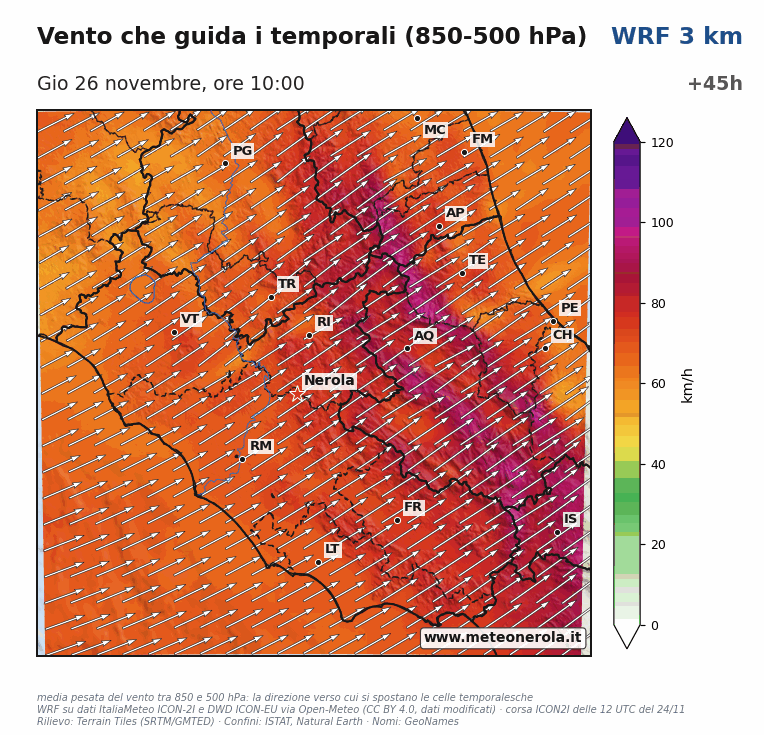 Vento che guida i temporali (850-500 hPa) WRF 3 km
Gio 26 novembre, ore 10:00 +45h
MC
FM
PG
AP
TE
TR
PE
VT
RI
AQ
CH
Nerola
RM
FR
IS
LT
www.meteonerola.it
120
100
80
60
40
20
0
km/h
media pesata del vento tra 850 e 500 hPa: la direzione verso cui si spostano le celle temporalesche
WRF su dati ItaliaMeteo ICON-2I e DWD ICON-EU via Open-Meteo (CC BY 4.0, dati modificati) · corsa ICON2I delle 12 UTC del 24/11
Rilievo: Terrain Tiles (SRTM/GMTED) · Confini: ISTAT, Natural Earth · Nomi: GeoNames